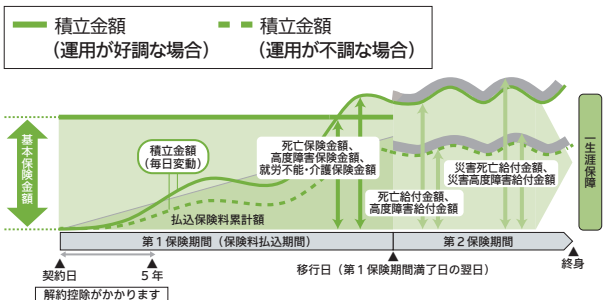 積立金額
(運用が好調な場合)
積立金額
(運用が不調な場合)
基本保険金額
積立金額
(毎日変動)
死亡保険金額、
高度障害保険金額、
就労不能・介護保険金額
災害死亡給付金額、
災害高度障害給付金額
死亡給付金額、
高度障害給付金額
払込保険料累計額
一生涯保障
第1保険期間(保険料払込期間)
第2保険期間
契約日
5年
移行日(第1保険期間満了日の翌日)
終身
解約控除がかかります